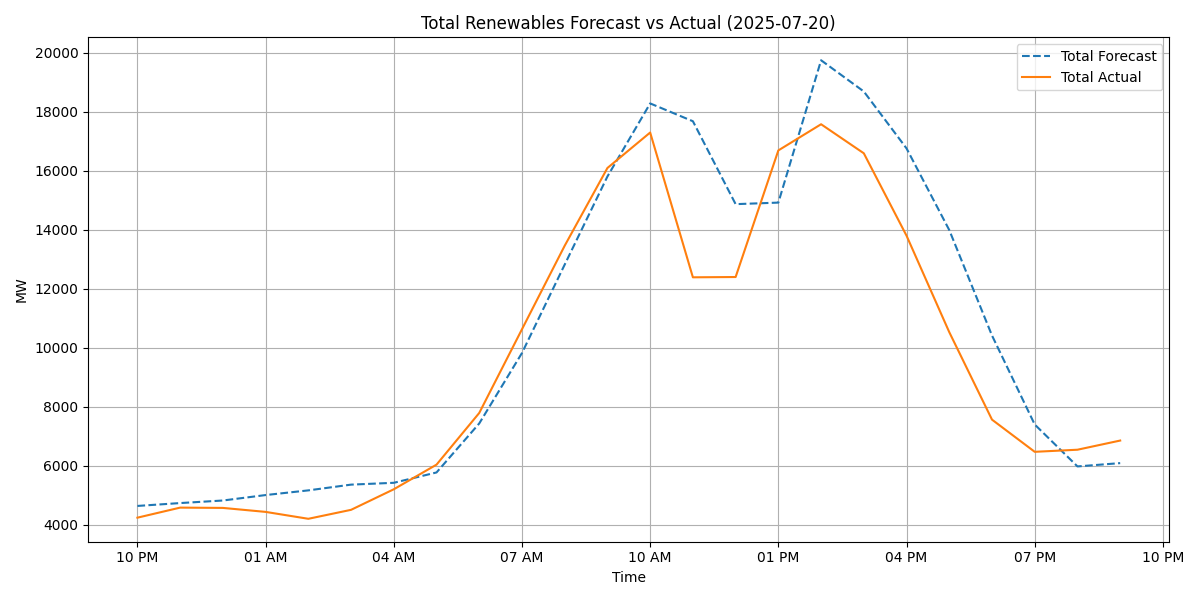 Total Renewables Forecast vs Actual (2025-07-20)
Total Forecast
Total Actual
20000
18000
16000
14000
12000
10000
8000
6000
4000
MW
10 PM 01 AM 04 AM 07 AM 10 AM 01 PM 04 PM 07 PM 10 PM
Time